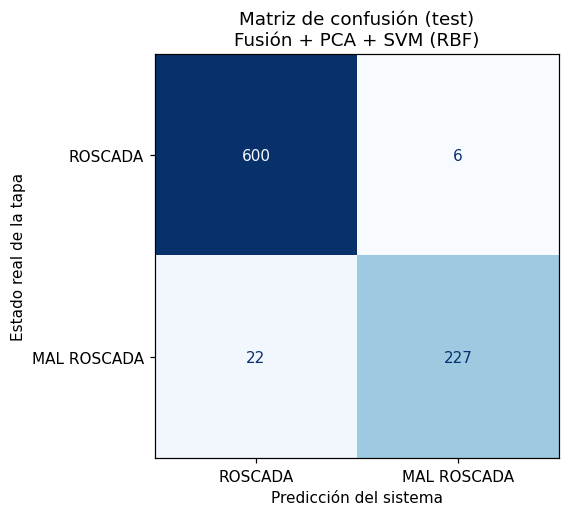 Matriz de confusión (test)
Fusión + PCA + SVM (RBF)
Estado real de la tapa
ROSCADA
600
6
MAL ROSCADA
22
227
ROSCADA
MAL ROSCADA
Predicción del sistema